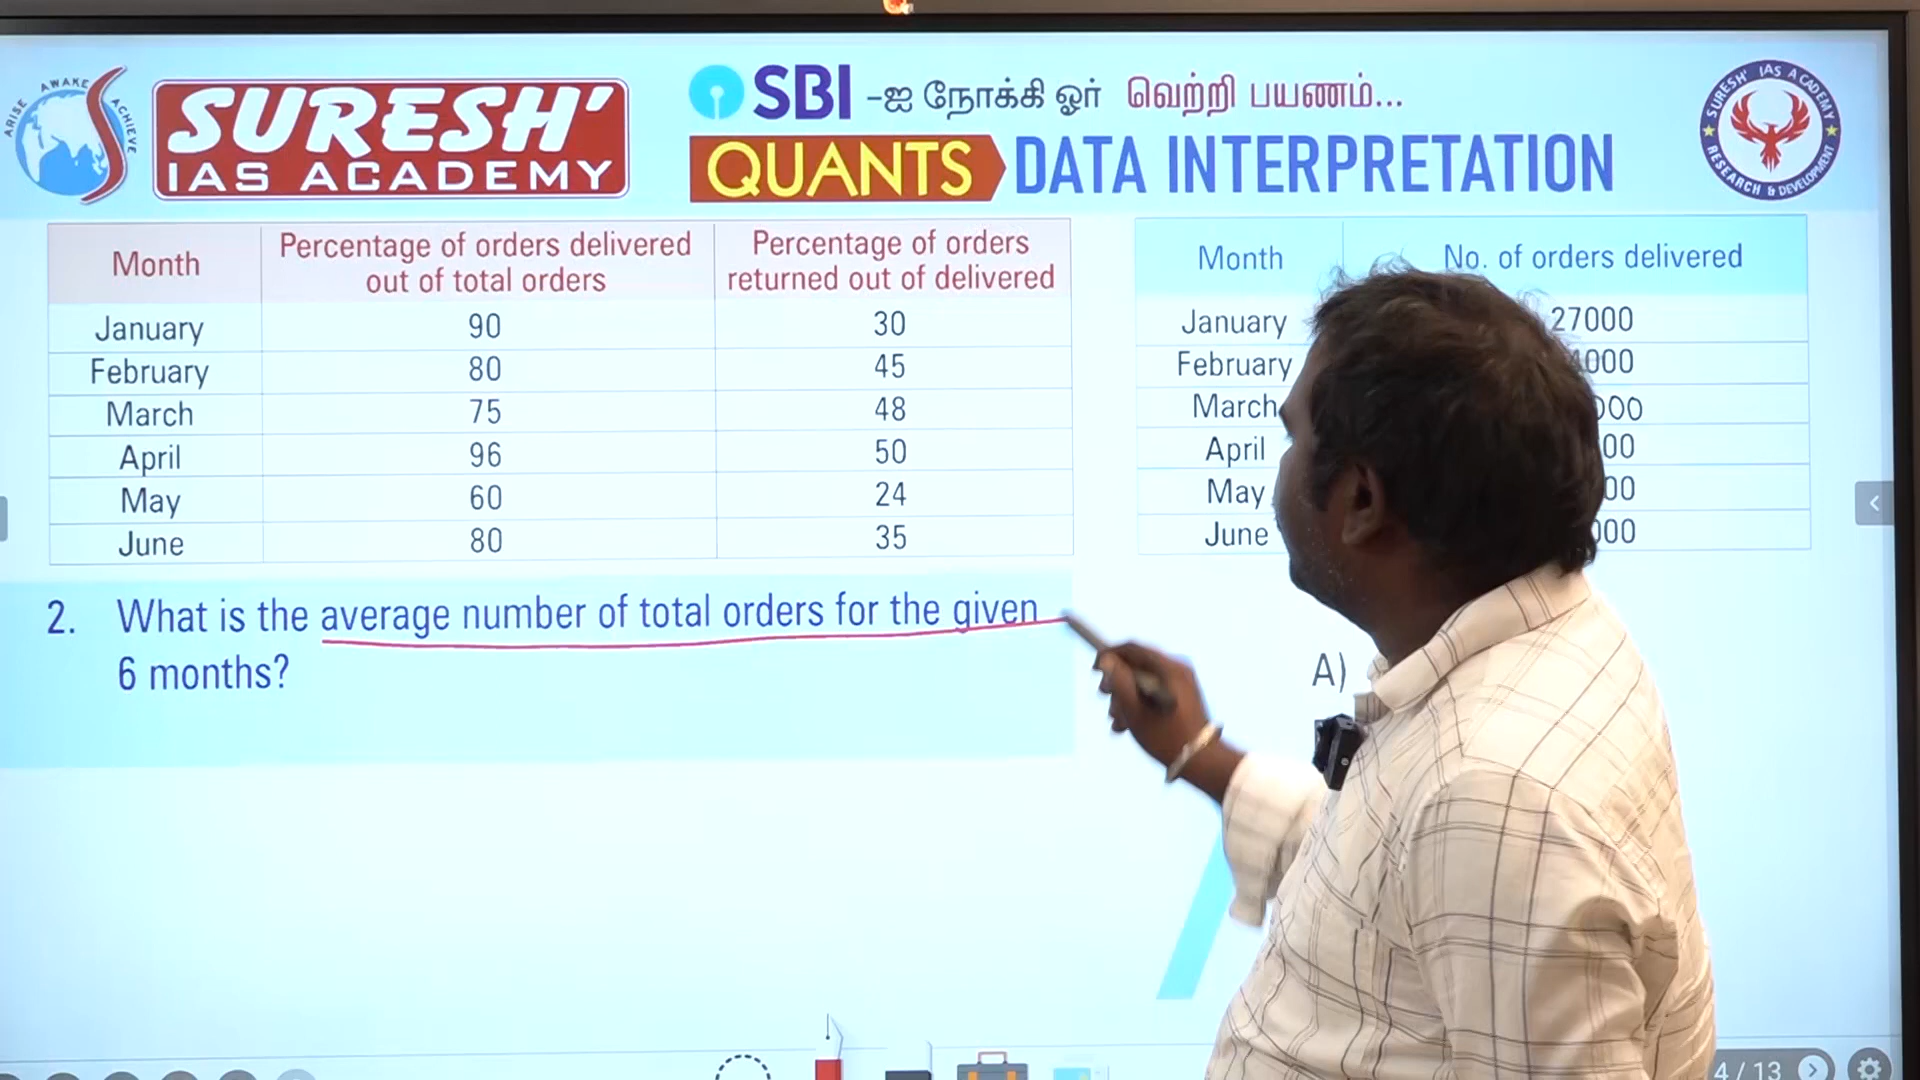 ARISE AWAKE ACHIEVE
SURESH'
IAS ACADEMY
SBI -ஐ நோக்கி ஓர் வெற்றி பயணம்...
QUANTS DATA INTERPRETATION
SURESH' IAS ACADEMY
RESEARCH & DEVELOPMENT
Month Percentage of orders delivered out of total orders Percentage of orders returned out of delivered
January 90 30
February 80 45
March 75 48
April 96 50
May 60 24
June 80 35
Month No. of orders delivered
January 27000
February
March
April
May
June
2. What is the average number of total orders for the given
6 months?
A)
4 / 13